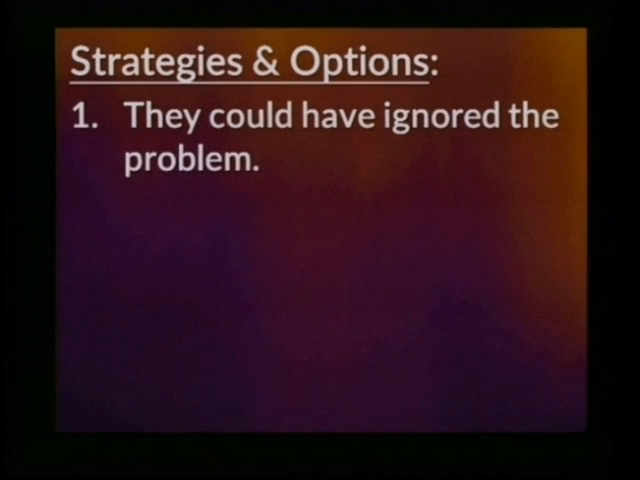 Strategies & Options:
1. They could have ignored the
problem.